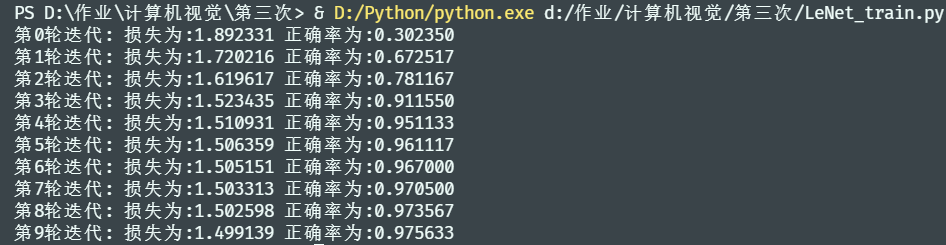 PS D:\作业\计算机视觉\第三次> & D:/Python/python.exe d:/作业/计算机视觉/第三次/LeNet_train.py
第0轮迭代: 损失为:1.892331 正确率为:0.302350
第1轮迭代: 损失为:1.720216 正确率为:0.672517
第2轮迭代: 损失为:1.619617 正确率为:0.781167
第3轮迭代: 损失为:1.523435 正确率为:0.911550
第4轮迭代: 损失为:1.510931 正确率为:0.951133
第5轮迭代: 损失为:1.506359 正确率为:0.961117
第6轮迭代: 损失为:1.505151 正确率为:0.967000
第7轮迭代: 损失为:1.503313 正确率为:0.970500
第8轮迭代: 损失为:1.502598 正确率为:0.973567
第9轮迭代: 损失为:1.499139 正确率为:0.975633